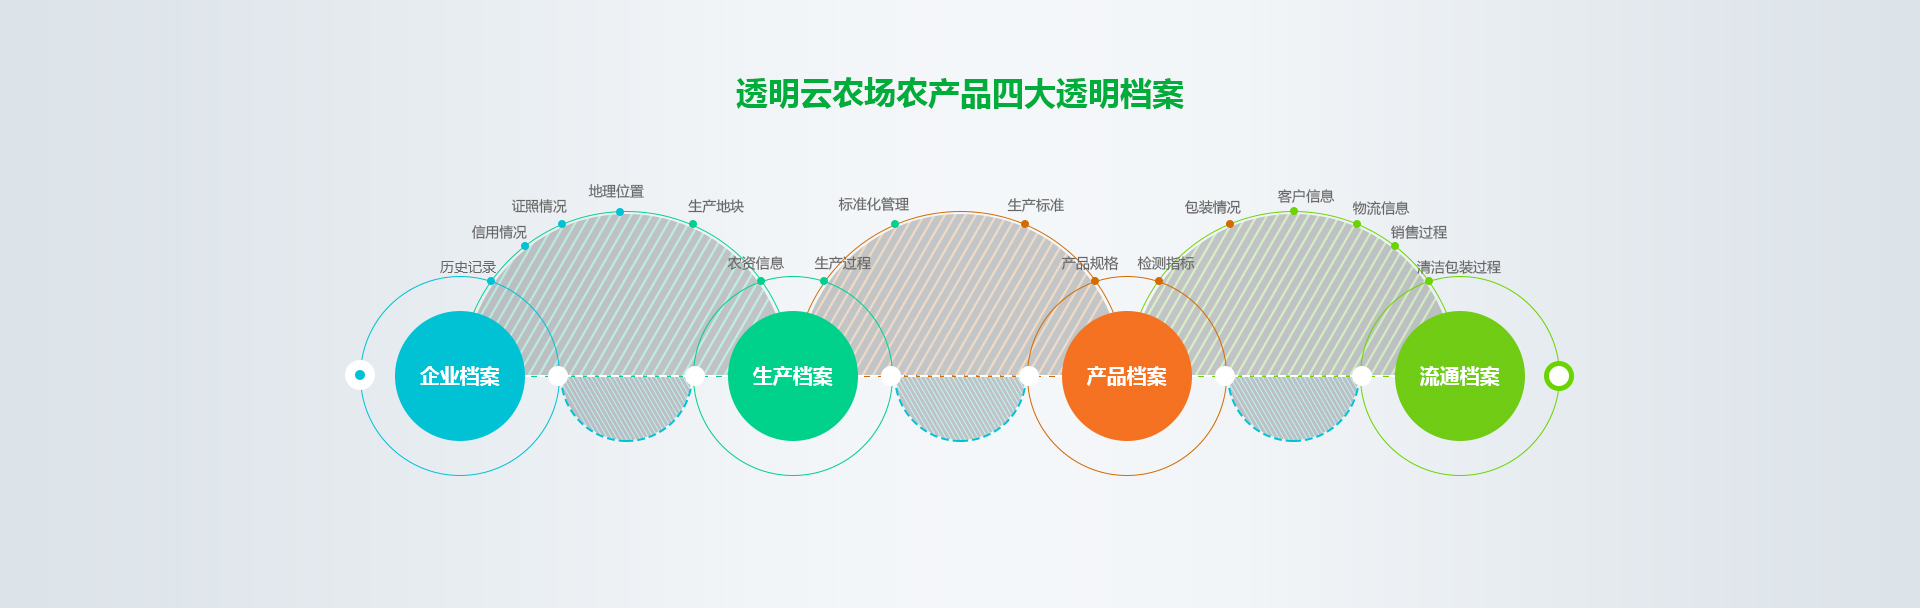 透明云农场农产品四大透明档案
历史记录
信用情况
证照情况
地理位置
生产地块
农资信息
生产过程
标准化管理
生产标准
产品规格
检测指标
包装情况
客户信息
物流信息
销售过程
清洁包装过程
企业档案
生产档案
产品档案
流通档案